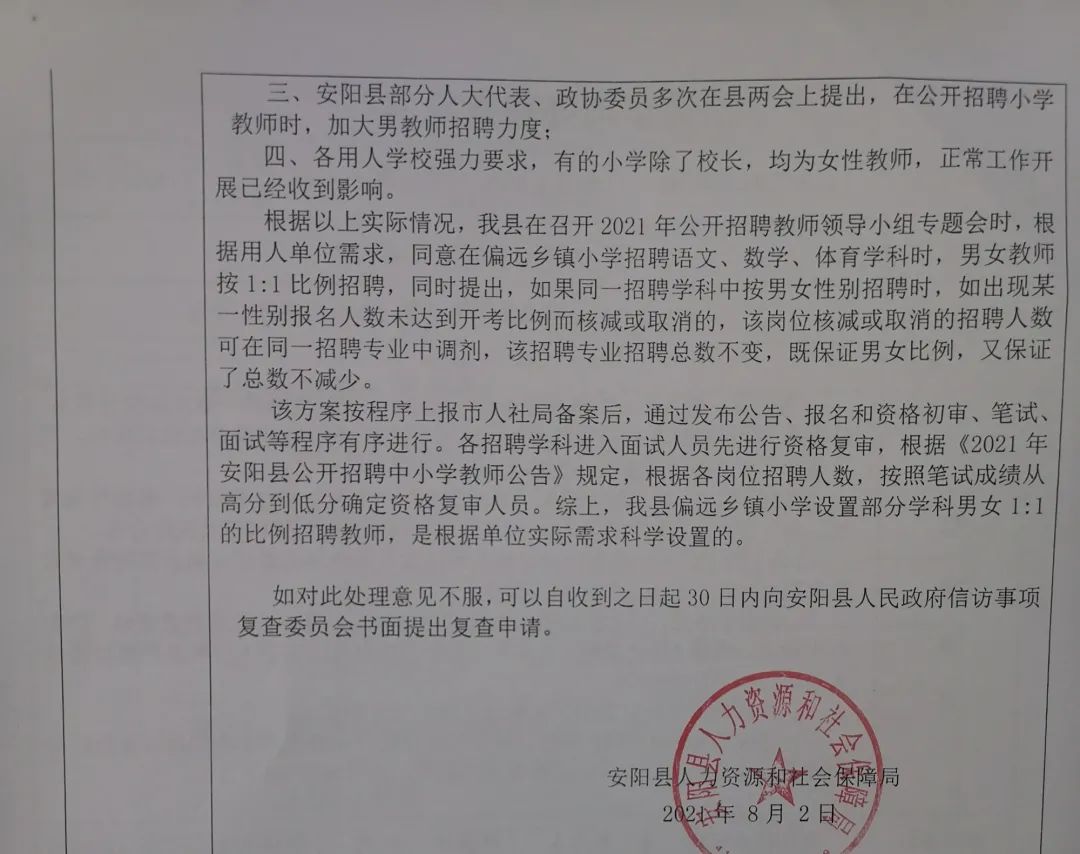 三、安阳县部分人大代表、政协委员多次在县两会上提出，在公开招聘小学
教师时，加大男教师招聘力度；
四、各用人学校强力要求，有的小学除了校长，均为女性教师，正常工作开
展已经收到影响。
根据以上实际情况，我县在召开 2021 年公开招聘教师领导小组专题会时，根
据用人单位需求，同意在偏远乡镇小学招聘语文、数学、体育学科时，男女教师
按 1:1 比例招聘，同时提出，如果同一招聘学科中按男女性别招聘时，如出现某
一性别报名人数未达到开考比例而核减或取消的，该岗位核减或取消的招聘人数
可在同一招聘专业中调剂，该招聘专业招聘总数不变，既保证男女比例，又保证
了总数不减少。
该方案按程序上报市人社局备案后，通过发布公告、报名和资格初审、笔试、
面试等程序有序进行。各招聘学科进入面试人员先进行资格复审，根据《2021 年
安阳县公开招聘中小学教师公告》规定，根据各岗位招聘人数，按照笔试成绩从
高分到低分确定资格复审人员。综上，我县偏远乡镇小学设置部分学科男女 1:1
的比例招聘教师，是根据单位实际需求科学设置的。
如对此处理意见不服,可以自收到之日起 30 日内向安阳县人民政府信访事项
复查委员会书面提出复查申请。
安阳县人力资源和社会保障局
安阳县人力资源和社会保障局
2021 年 8 月 2 日